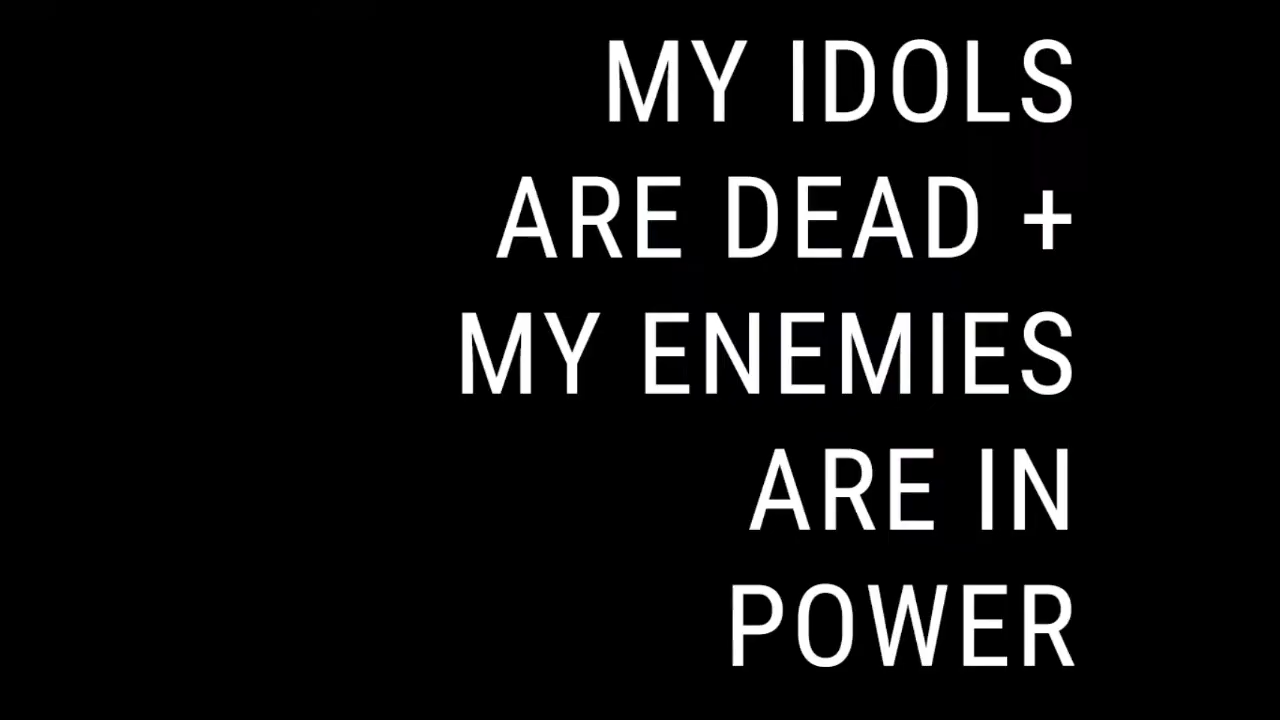 MY IDOLS
ARE DEAD +
MY ENEMIES
ARE IN
POWER